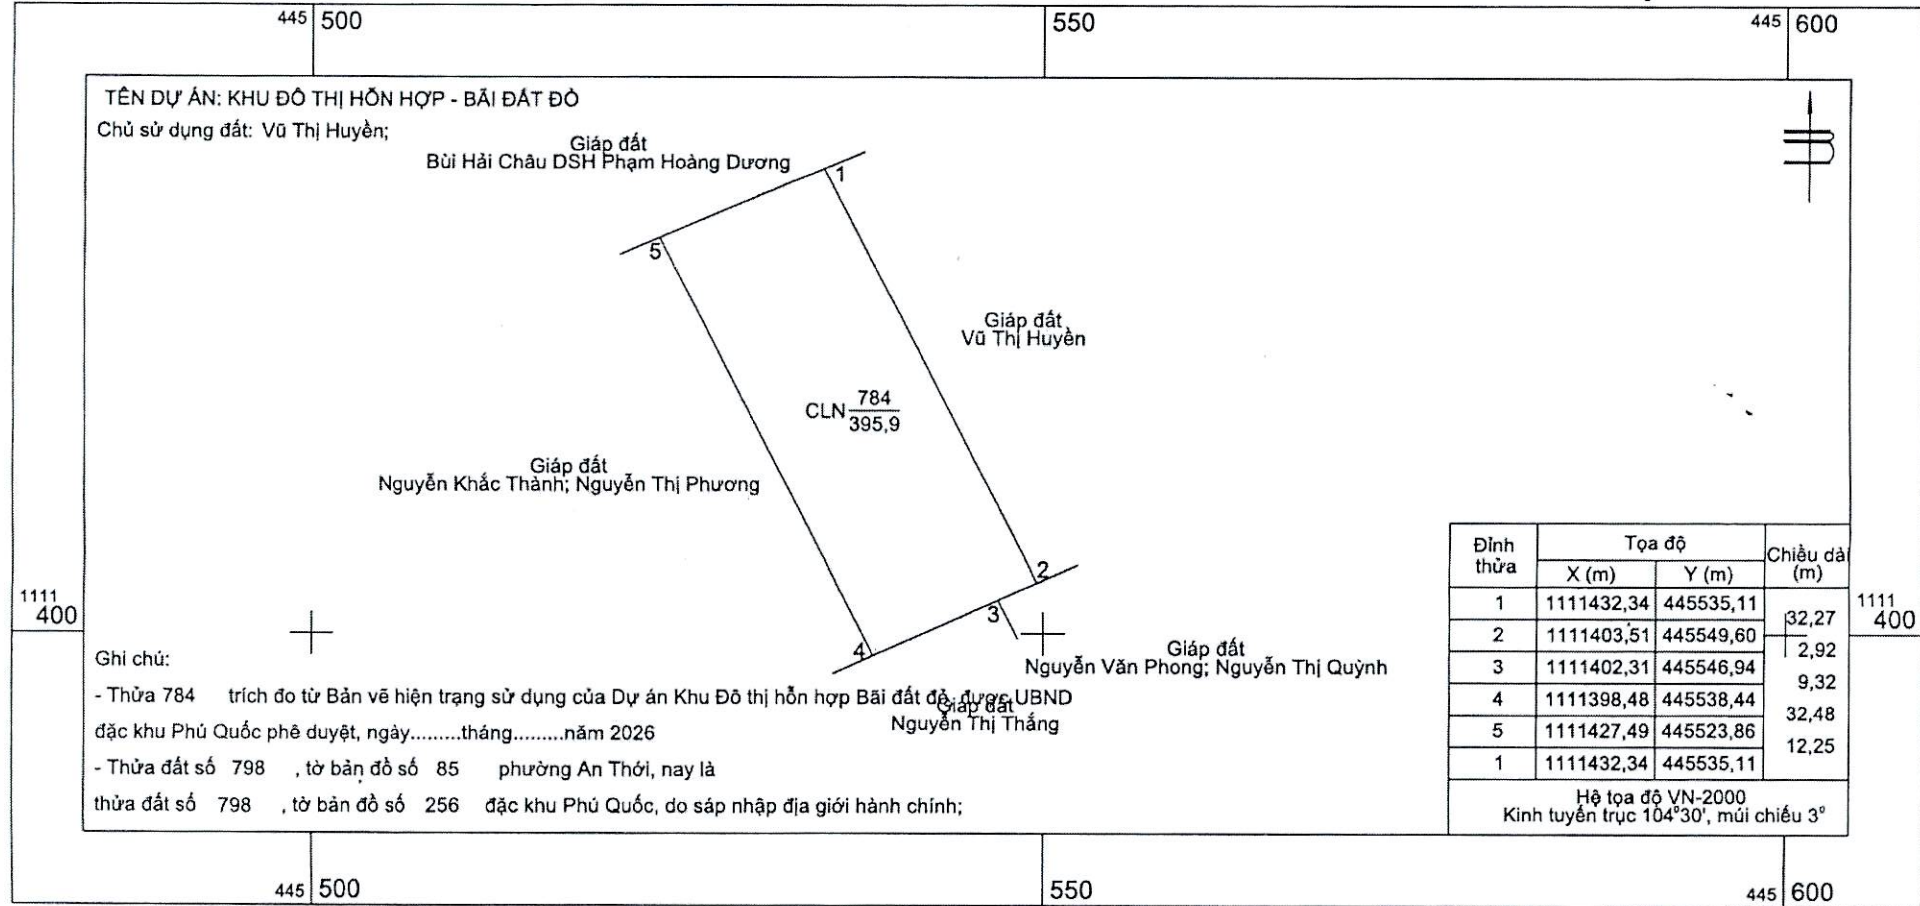 445 500
550
445 600
TÊN DỰ ÁN: KHU ĐÔ THỊ HỖN HỢP - BÃI ĐẤT ĐỎ
Chủ sử dụng đất: Vũ Thị Huyền;
Giáp đất
Bùi Hải Châu DSH Phạm Hoàng Dương
1
5
Giáp đất
Vũ Thị Huyền
CLN 784
395,9
Giáp đất
Nguyễn Khắc Thành; Nguyễn Thị Phương
2
3
4
1111
400
1111
400
Giáp đất
Nguyễn Văn Phong; Nguyễn Thị Quỳnh
Giáp đất
Nguyễn Thị Thắng
Ghi chú:
- Thửa 784 trích đo từ Bản vẽ hiện trạng sử dụng của Dự án Khu Đô thị hỗn hợp Bãi đất đỏ, được UBND
đặc khu Phú Quốc phê duyệt, ngày.........tháng.........năm 2026
- Thửa đất số 798 , tờ bản đồ số 85 phường An Thới, nay là
thửa đất số 798 , tờ bản đồ số 256 đặc khu Phú Quốc, do sáp nhập địa giới hành chính;
Đỉnh thửa Tọa độ Chiều dài (m)
X (m) Y (m)
1 1111432,34 445535,11
32,27
2 1111403,51 445549,60
2,92
3 1111402,31 445546,94
9,32
4 1111398,48 445538,44
32,48
5 1111427,49 445523,86
12,25
1 1111432,34 445535,11
Hệ tọa độ VN-2000
Kinh tuyến trục 104°30', múi chiếu 3°
445 500
550
445 600